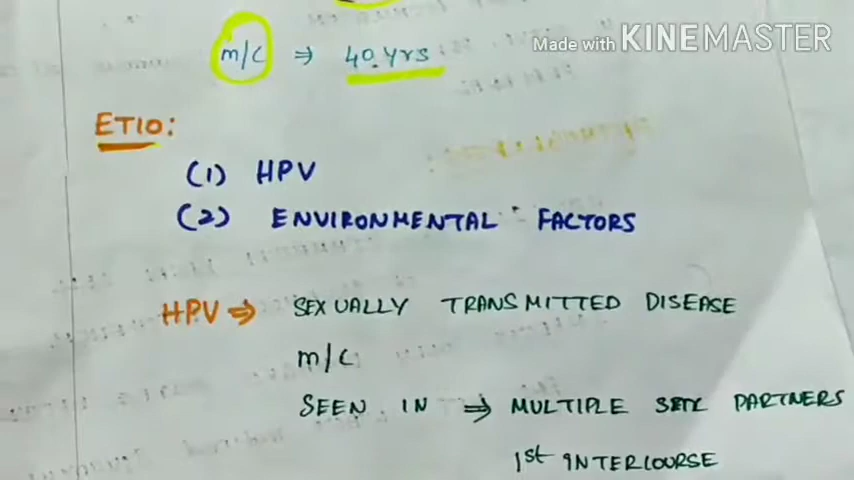 Made with KINEMASTER
m/c ⇒ 40.yrs
ETIO:
(1) HPV
(2) ENVIRONMENTAL FACTORS
HPV ⇒ SEXUALLY TRANSMITTED DISEASE
m/c
SEEN IN ⇒ MULTIPLE PARTNERS
1st INTERCOURSE